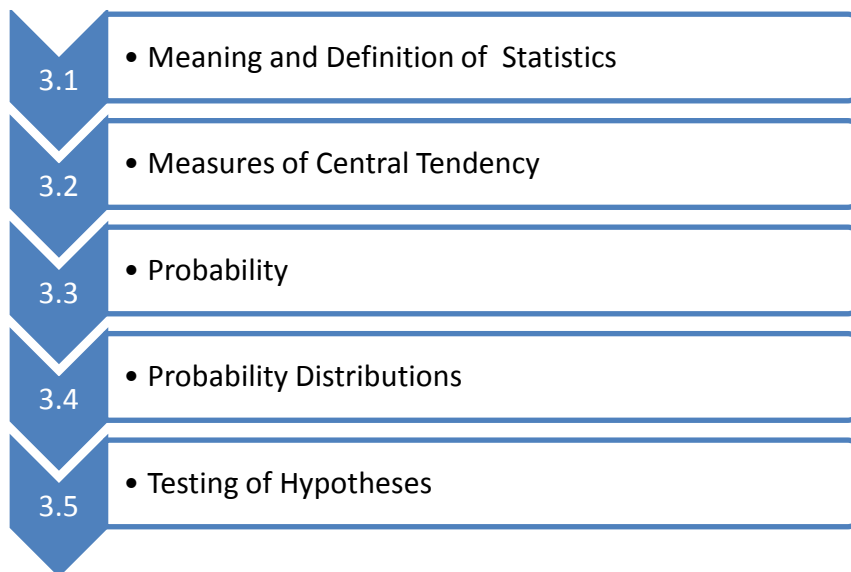 3.1
• Meaning and Definition of Statistics
3.2
• Measures of Central Tendency
3.3
• Probability
3.4
• Probability Distributions
3.5
• Testing of Hypotheses